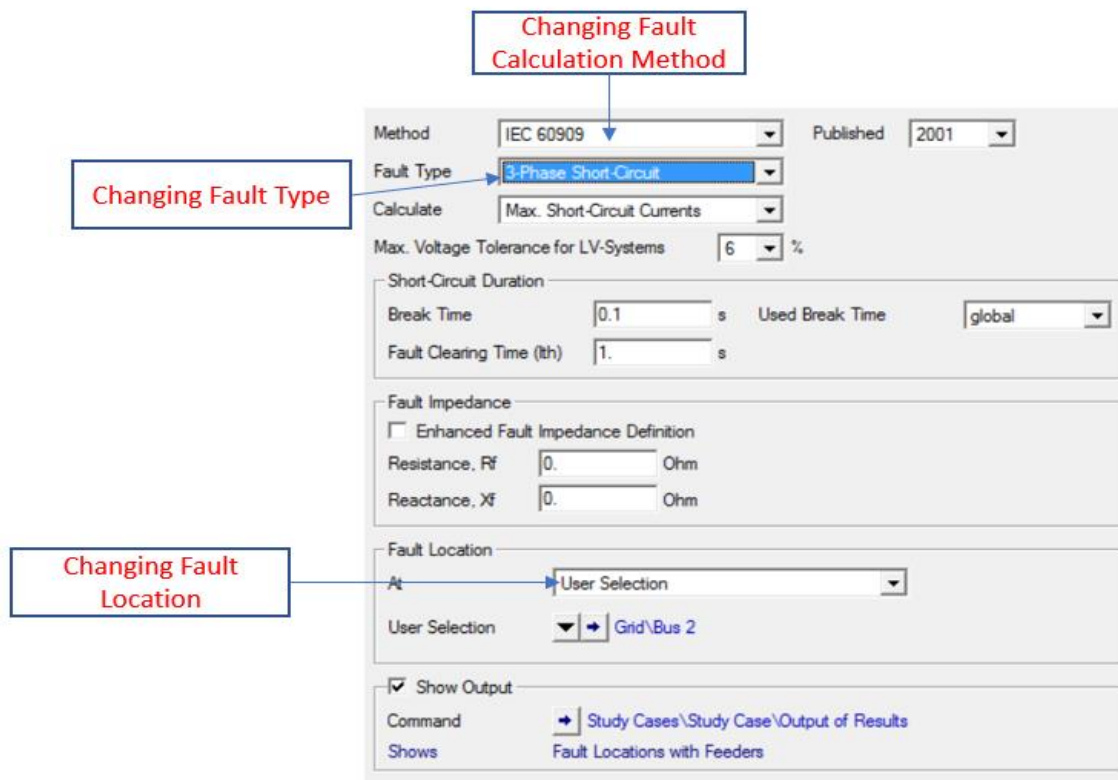 Changing Fault
Calculation Method
Method IEC 60909 Published 2001
Changing Fault Type
Fault Type 3-Phase Short-Circuit
Calculate Max. Short-Circuit Currents
Max. Voltage Tolerance for LV-Systems 6 %
Short-Circuit Duration
Break Time 0.1 s Used Break Time global
Fault Clearing Time (Ith) 1. s
Fault Impedance
Enhanced Fault Impedance Definition
Resistance, Rf 0. Ohm
Reactance, Xf 0. Ohm
Changing Fault
Location
Fault Location
At User Selection
User Selection Grid\Bus 2
Show Output
Command Study Cases\Study Case\Output of Results
Shows Fault Locations with Feeders